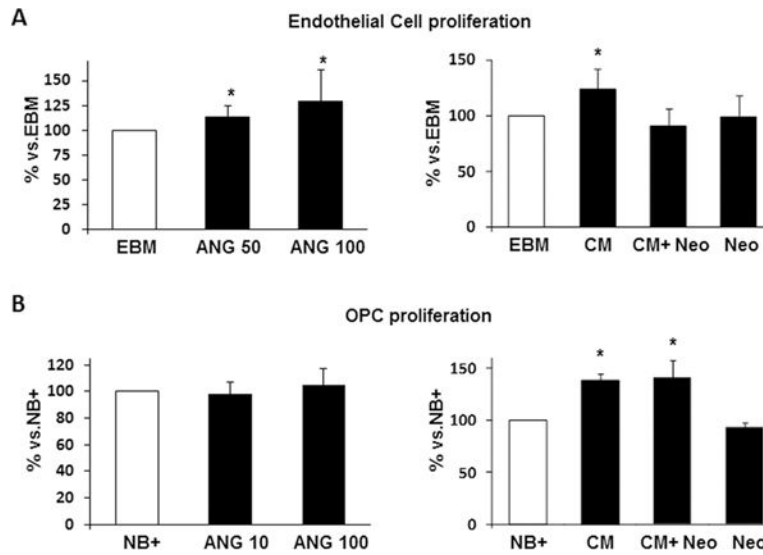 A
Endothelial Cell proliferation
% vs.EBM
150
125
100
75
50
25
0
*
*
EBM
ANG 50
ANG 100
% vs.EBM
150
100
50
0
*
EBM
CM
CM+ Neo
Neo
B
OPC proliferation
% vs.NB+
120
100
80
60
40
20
0
NB+
ANG 10
ANG 100
% vs.NB+
150
100
50
0
*
*
NB+
CM
CM+ Neo
Neo